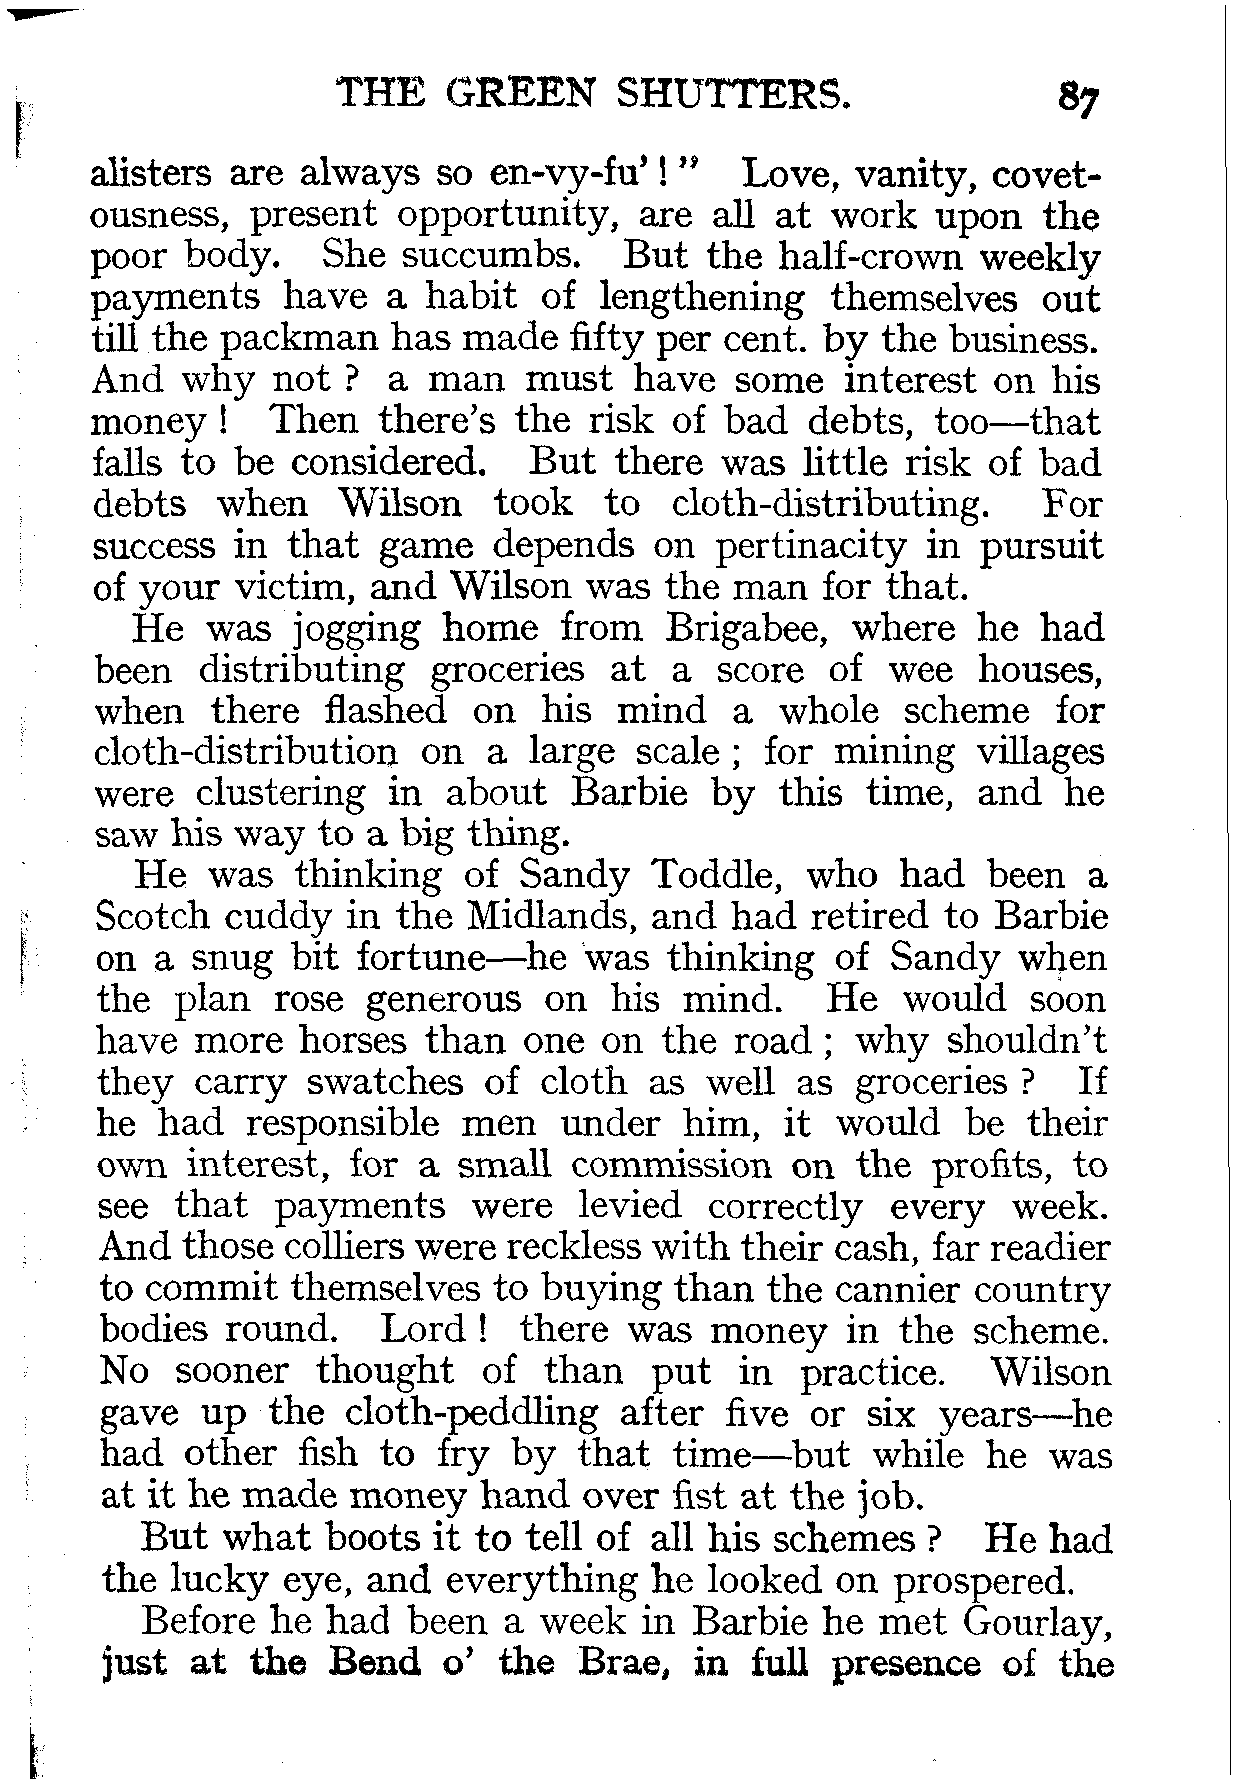 THE GREEN SHUTTERS. 87
alisters are always so en-vy-fu' ! " Love, vanity, covet-
ousness, present opportunity, are all at work upon the
poor body. She succumbs. But the half-crown weekly
payments have a habit of lengthening themselves out
till the packman has made fifty per cent. by the business.
And why not ? a man must have some interest on his
money ! Then there's the risk of bad debts, too—that
falls to be considered. But there was little risk of bad
debts when Wilson took to cloth-distributing. For
success in that game depends on pertinacity in pursuit
of your victim, and Wilson was the man for that.
He was jogging home from Brigabee, where he had
been distributing groceries at a score of wee houses,
when there flashed on his mind a whole scheme for
cloth-distribution on a large scale ; for mining villages
were clustering in about Barbie by this time, and he
saw his way to a big thing.
He was thinking of Sandy Toddle, who had been a
Scotch cuddy in the Midlands, and had retired to Barbie
on a snug bit fortune—he was thinking of Sandy when
the plan rose generous on his mind. He would soon
have more horses than one on the road ; why shouldn't
they carry swatches of cloth as well as groceries ? If
he had responsible men under him, it would be their
own interest, for a small commission on the profits, to
see that payments were levied correctly every week.
And those colliers were reckless with their cash, far readier
to commit themselves to buying than the cannier country
bodies round. Lord ! there was money in the scheme.
No sooner thought of than put in practice. Wilson
gave up the cloth-peddling after five or six years—he
had other fish to fry by that time—but while he was
at it he made money hand over fist at the job.
But what boots it to tell of all his schemes ? He had
the lucky eye, and everything he looked on prospered.
Before he had been a week in Barbie he met Gourlay,
just at the Bend o' the Brae, in full presence of the